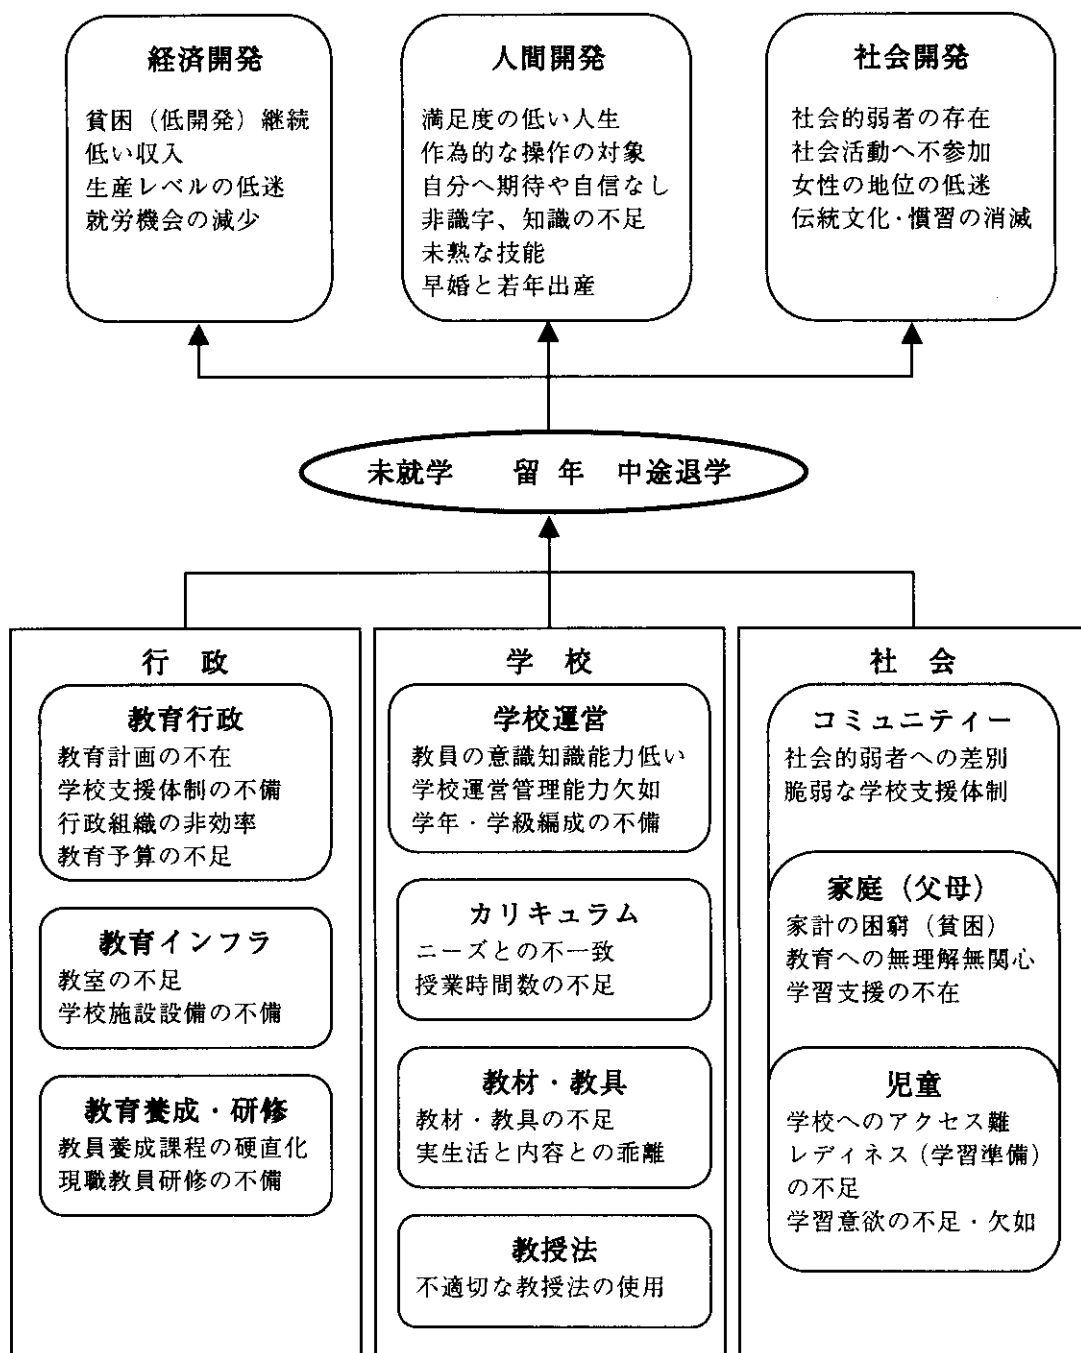 経済開発
貧困（低開発）継続
低い収入
生産レベルの低迷
就労機会の減少
人間開発
満足度の低い人生
作為的な操作の対象
自分へ期待や自信なし
非識字、知識の不足
未熟な技能
早婚と若年出産
社会開発
社会的弱者の存在
社会活動へ不参加
女性の地位の低迷
伝統文化・慣習の消滅
未就学　留年　中途退学
行政
教育行政
教育計画の不在
学校支援体制の不備
行政組織の非効率
教育予算の不足
教育インフラ
教室の不足
学校施設設備の不備
教育養成・研修
教員養成課程の硬直化
現職教員研修の不備
学校
学校運営
教員の意識知識能力低い
学校運営管理能力欠如
学年・学級編成の不備
カリキュラム
ニーズとの不一致
授業時間数の不足
教材・教具
教材・教具の不足
実生活と内容との乖離
教授法
不適切な教授法の使用
社会
コミュニティー
社会的弱者への差別
脆弱な学校支援体制
家庭（父母）
家計の困窮（貧困）
教育への無理解無関心
学習支援の不在
児童
学校へのアクセス難
レディネス（学習準備）
の不足
学習意欲の不足・欠如